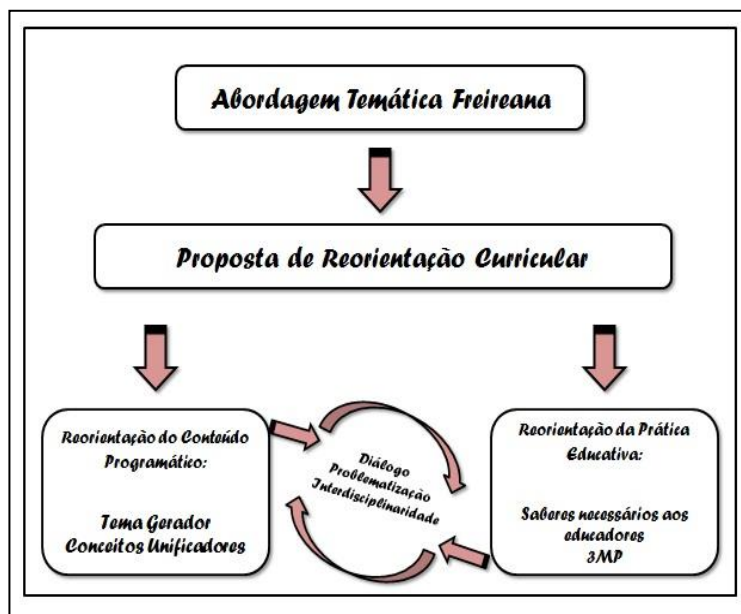 Abordagem Temática Freireana
Proposta de Reorientação Curricular
Reorientação do Conteúdo
Programático:
Tema Gerador
Conceitos Unificadores
Diálogo
Problematização
Interdisciplinaridade
Reorientação da Prática
Educativa:
Saberes necessários aos
educadores
3MP